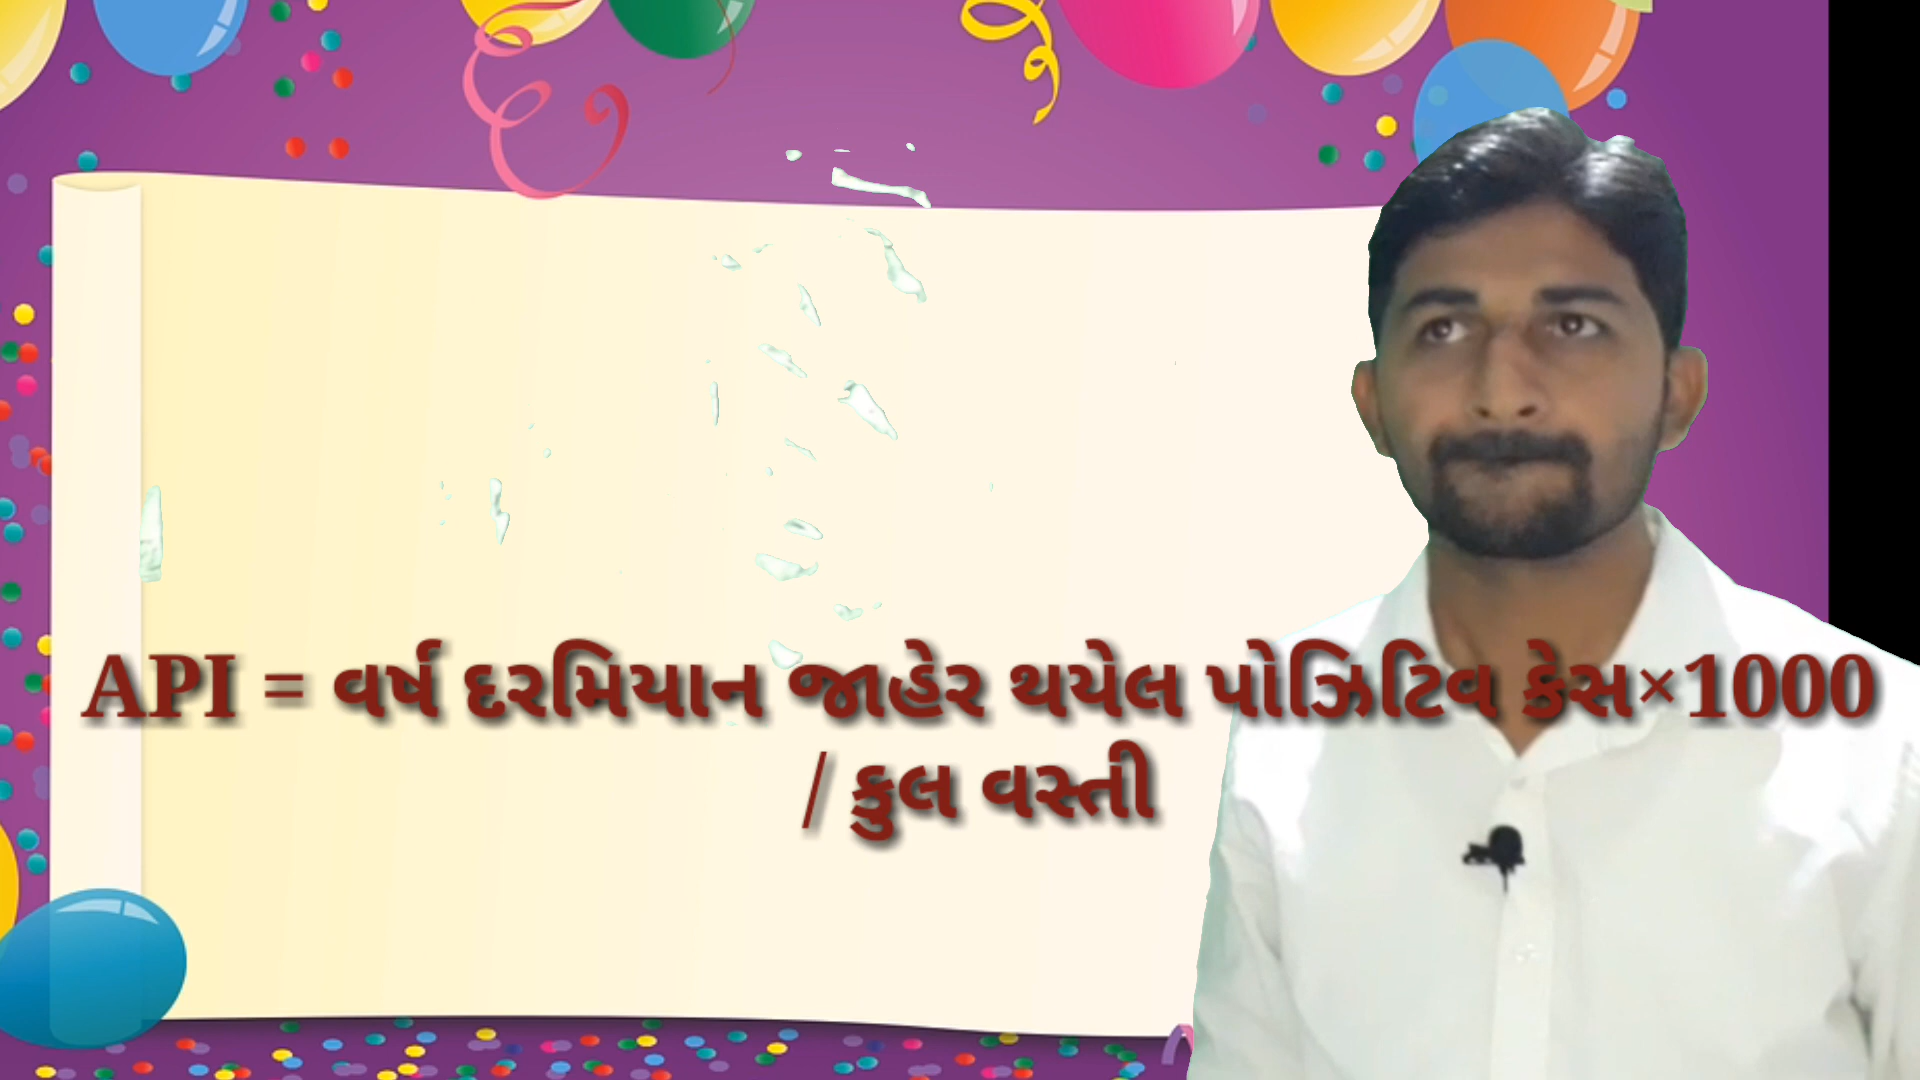 API = વર્ષ દરમિયાન જાહેર થયેલ પોઝિટિવ કેસ×1000
/ કુલ વસ્તી